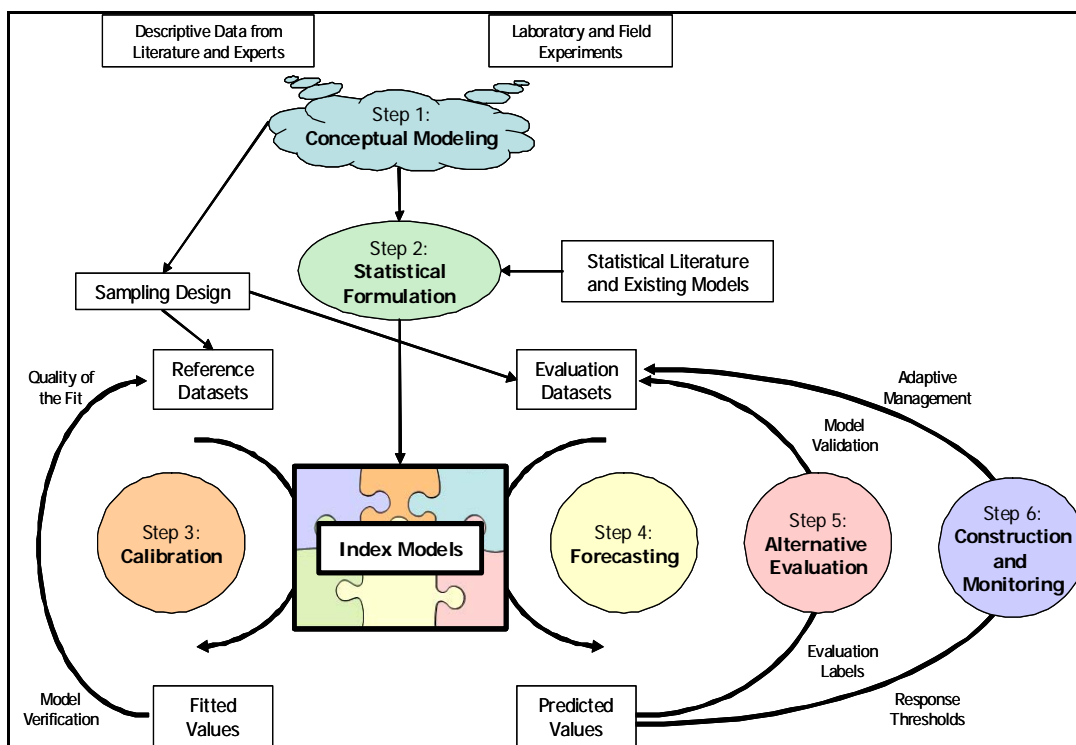 Descriptive Data from
Literature and Experts
Laboratory and Field
Experiments
Step 1:
Conceptual Modeling
Step 2:
Statistical
Formulation
Statistical Literature
and Existing Models
Sampling Design
Quality of
the Fit
Reference
Datasets
Evaluation
Datasets
Adaptive
Management
Model
Validation
Step 3:
Calibration
Index Models
Step 4:
Forecasting
Step 5:
Alternative
Evaluation
Step 6:
Construction
and
Monitoring
Model
Verification
Fitted
Values
Predicted
Values
Evaluation
Labels
Response
Thresholds